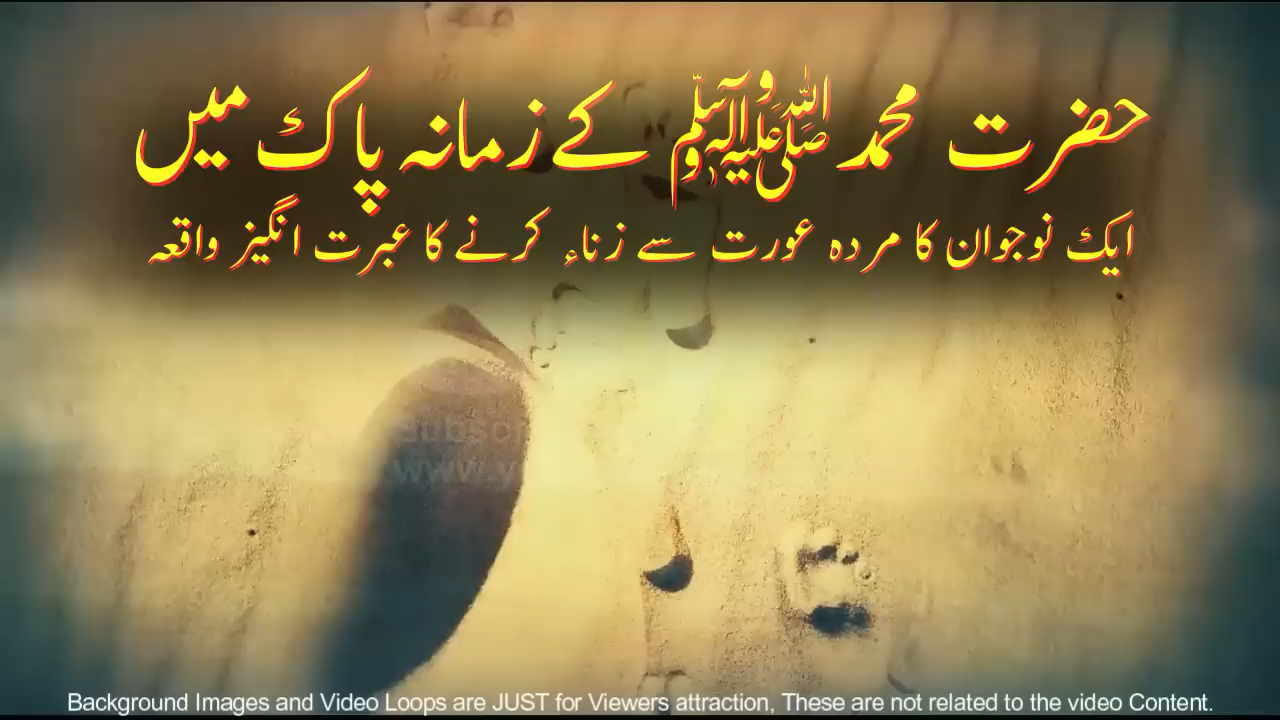 حضرت محمد صلی اللہ علیہ وآلہ وسلم کے زمانہ پاک میں
ایک نوجوان کا مردہ عورت سے زناء کرنے کا عبرت انگیز واقعہ
Subsc
www.y
Background Images and Video Loops are JUST for Viewers attraction, These are not related to the video Content.